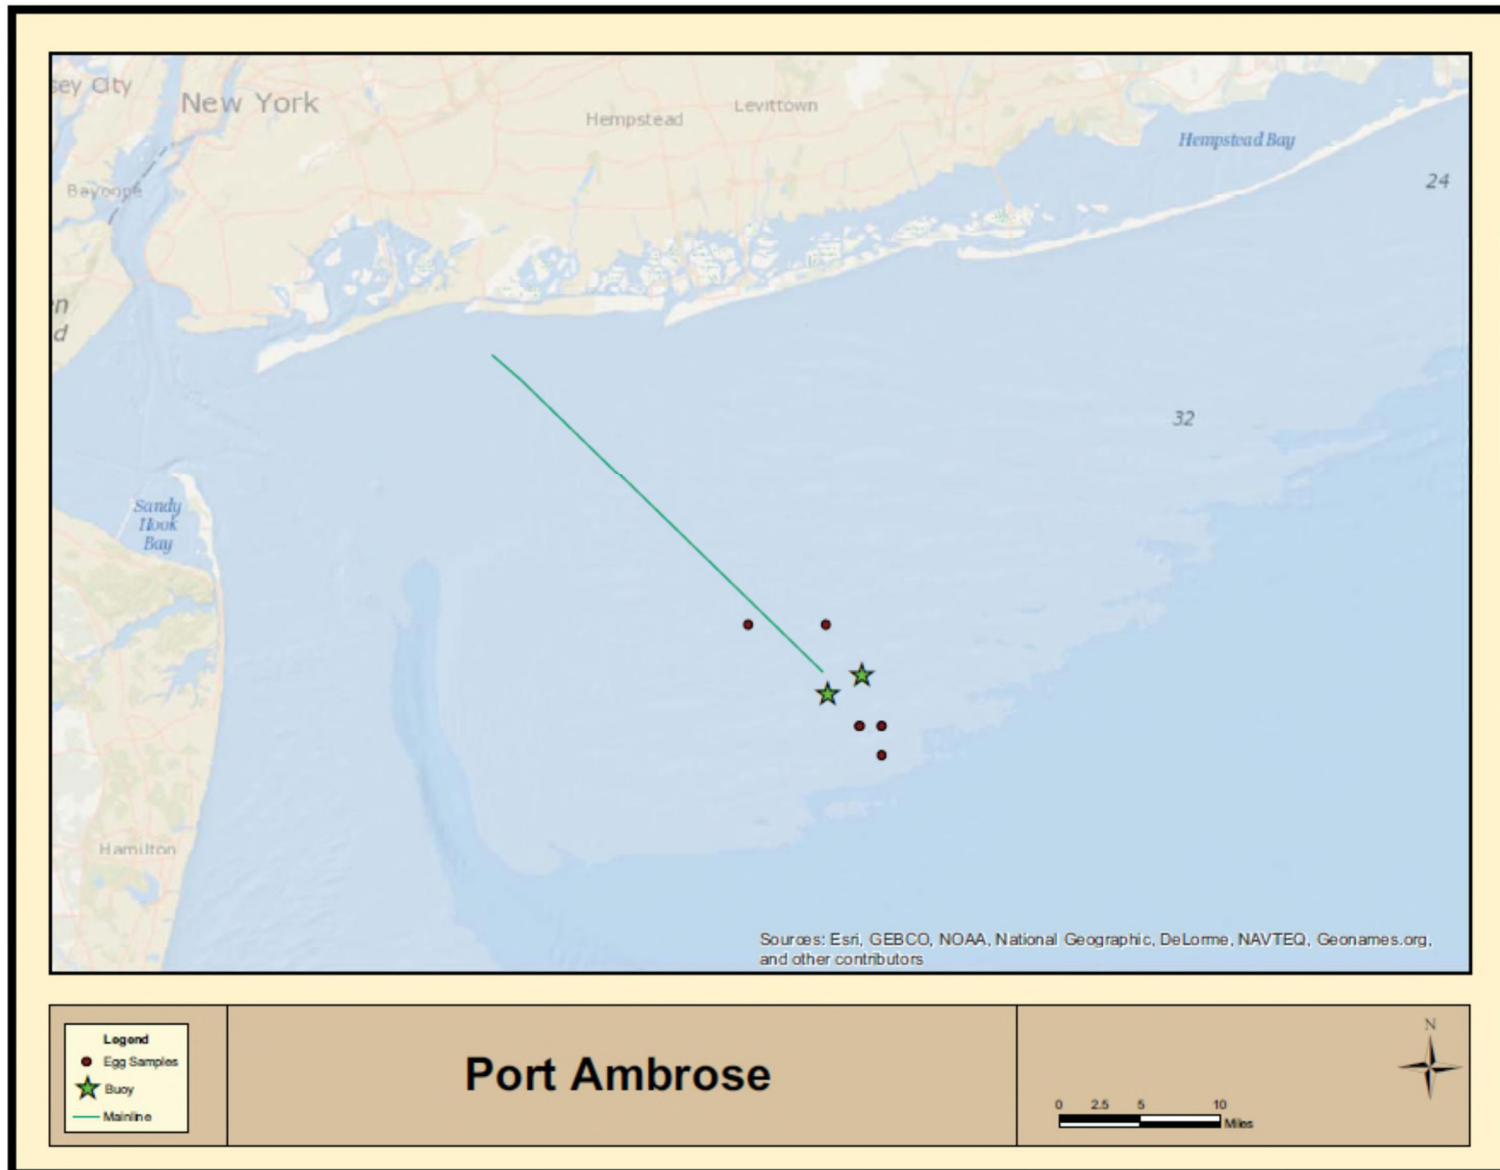 sey City
New York
Hempstead
Levittown
Hempstead Bay
Bayonne
24
en
d
32
Sandy
Hook
Bay
Hamilton
Sources: Esri, GEBCO, NOAA, National Geographic, DeLorme, NAVTEQ, Geonames.org,
and other contributors
Legend
Egg Samples
Buoy
Mainline
Port Ambrose
N
0 2.5 5 10
Miles